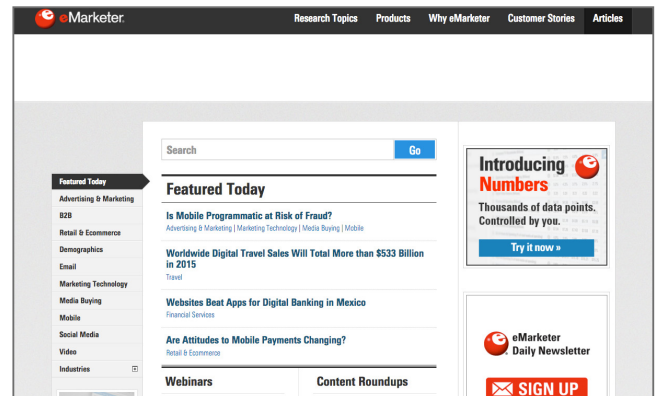 eMarketer.
Research Topics Products Why eMarketer Customer Stories Articles
Search Go
Featured Today
Advertising & Marketing
B2B
Retail & Ecommerce
Demographics
Email
Marketing Technology
Media Buying
Mobile
Social Media
Video
Industries
Featured Today
Is Mobile Programmatic at Risk of Fraud?
Advertising & Marketing | Marketing Technology | Media Buying | Mobile
Worldwide Digital Travel Sales Will Total More than $533 Billion
in 2015
Travel
Websites Beat Apps for Digital Banking in Mexico
Financial Services
Are Attitudes to Mobile Payments Changing?
Retail & Ecommerce
Webinars
Content Roundups
Introducing
Numbers
Thousands of data points.
Controlled by you.
Try it now »
eMarketer
Daily Newsletter
SIGN UP